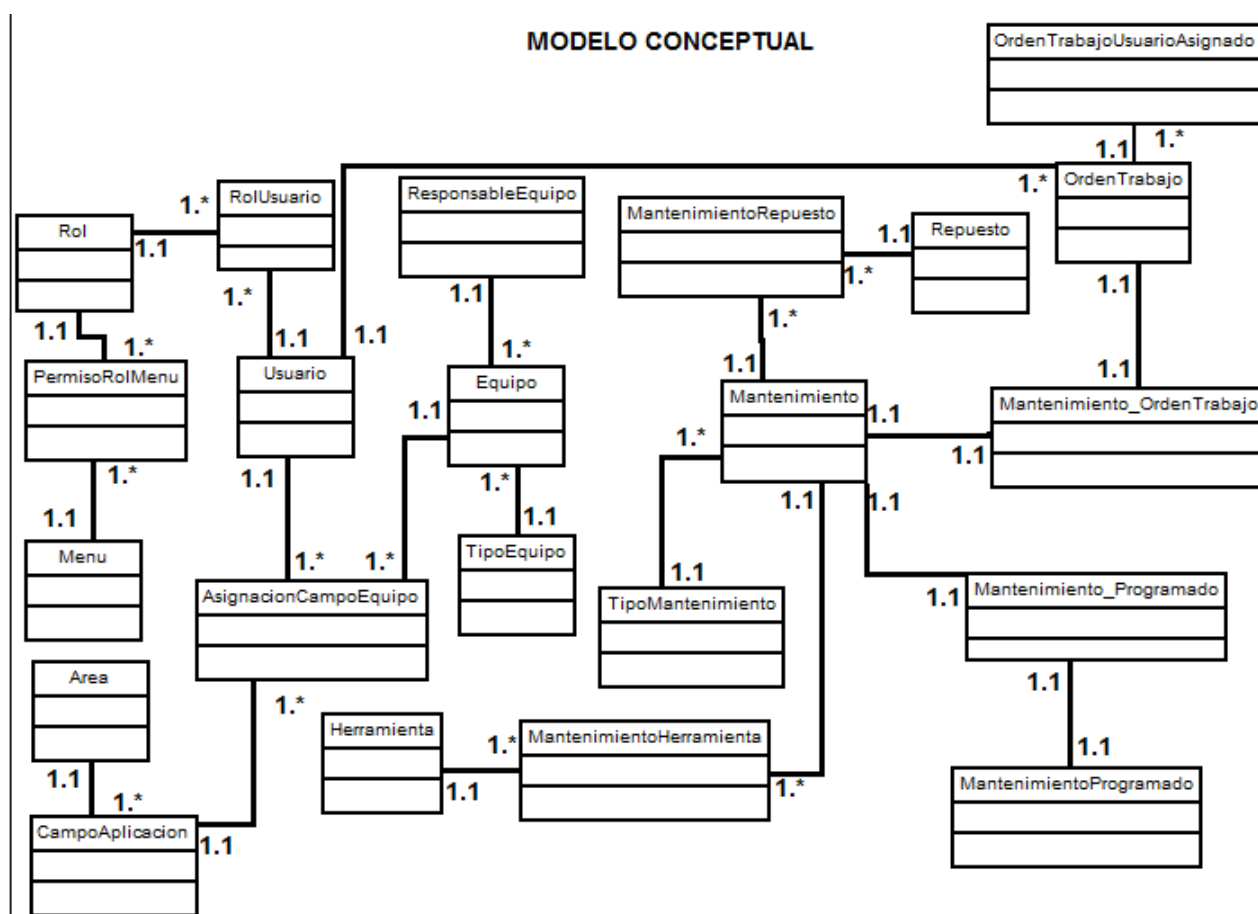 MODELO CONCEPTUAL
OrdenTrabajoUsuarioAsignado
1.1
1.*
1.*
OrdenTrabajo
1.1
RolUsuario
1.*
Rol
1.1
1.*
1.1
ResponsableEquipo
1.1
1.*
MantenimientoRepuesto
1.1
Repuesto
1.*
1.*
1.1
1.1
1.*
PermisoRolMenu
1.*
1.1
Usuario
1.1
1.1
Equipo
1.1
1.*
1.1
Mantenimiento
1.1
1.1
1.*
1.1
1.1
Mantenimiento_OrdenTrabajo
1.1
Menu
1.*
1.*
AsignacionCampoEquipo
1.*
1.1
TipoEquipo
1.1
TipoMantenimiento
1.1
Mantenimiento_Programado
1.1
1.1
MantenimientoProgramado
Area
1.1
1.*
CampoAplicacion
1.1
Herramienta
1.1
1.*
MantenimientoHerramienta
1.*